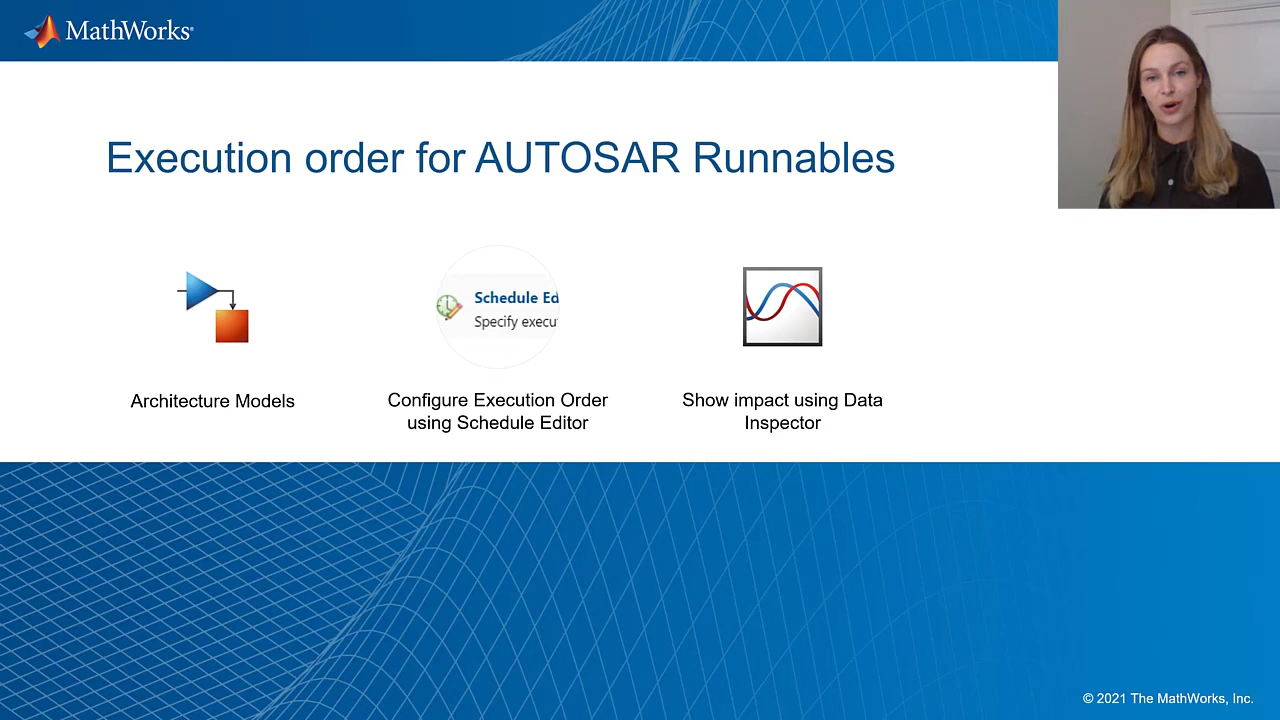 MathWorks®
Execution order for AUTOSAR Runnables
Schedule Ed
Specify execu
Architecture Models
Configure Execution Order
using Schedule Editor
Show impact using Data
Inspector
© 2021 The MathWorks, Inc.